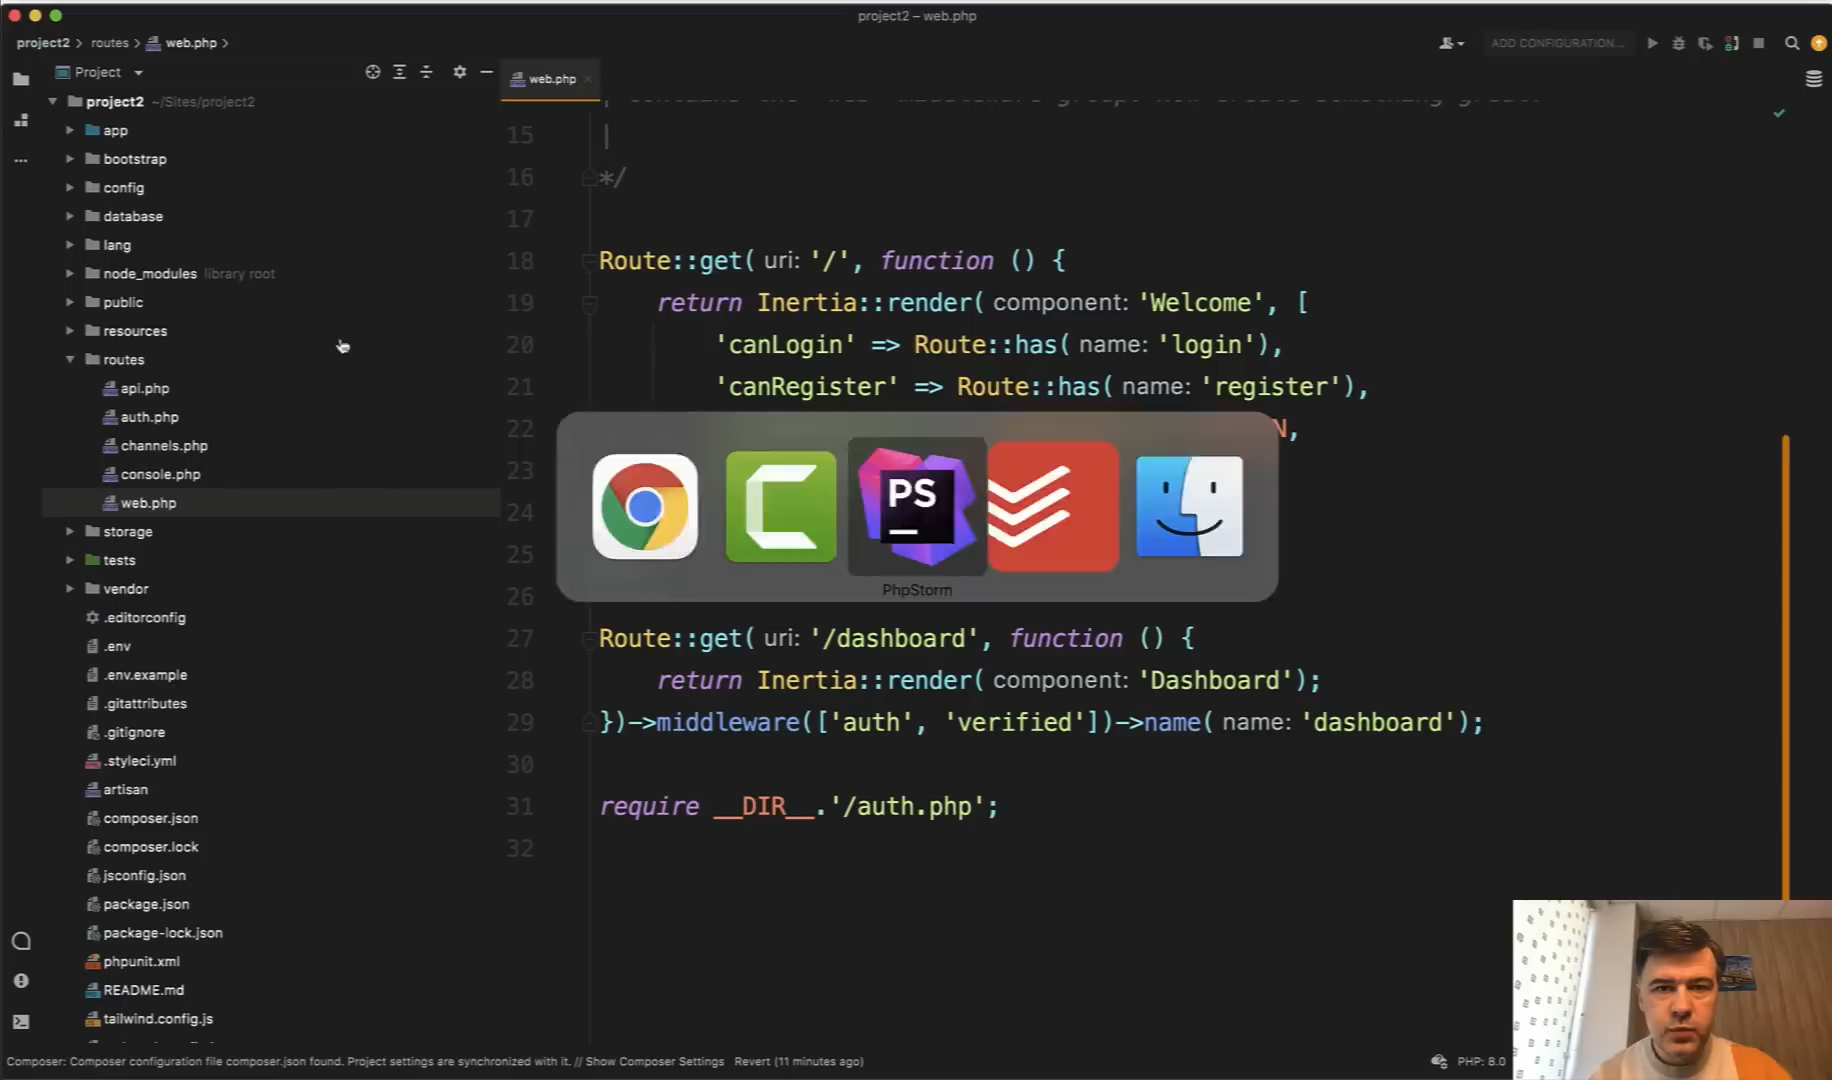 project2 – web.php
project2 routes web.php
ADD CONFIGURATION...
Project
web.php
project2 ~/Sites/project2
app
bootstrap
config
database
lang
node_modules library root
public
resources
routes
api.php
auth.php
channels.php
console.php
web.php
storage
tests
vendor
.editorconfig
.env
.env.example
.gitattributes
.gitignore
.styleci.yml
artisan
composer.json
composer.lock
jsconfig.json
package.json
package-lock.json
phpunit.xml
README.md
tailwind.config.js
15 |
16 */
17
18 Route::get( uri: '/', function () {
19 return Inertia::render( component: 'Welcome', [
20 'canLogin' => Route::has( name: 'login'),
21 'canRegister' => Route::has( name: 'register'),
22 N,
23
24
25
26
27 Route::get( uri: '/dashboard', function () {
28 return Inertia::render( component: 'Dashboard');
29 })->middleware(['auth', 'verified'])->name( name: 'dashboard');
30
31 require __DIR__.'/auth.php';
32
PS
PhpStorm
Composer: Composer configuration file composer.json found. Project settings are synchronized with it. // Show Composer Settings Revert (11 minutes ago)
PHP: 8.0